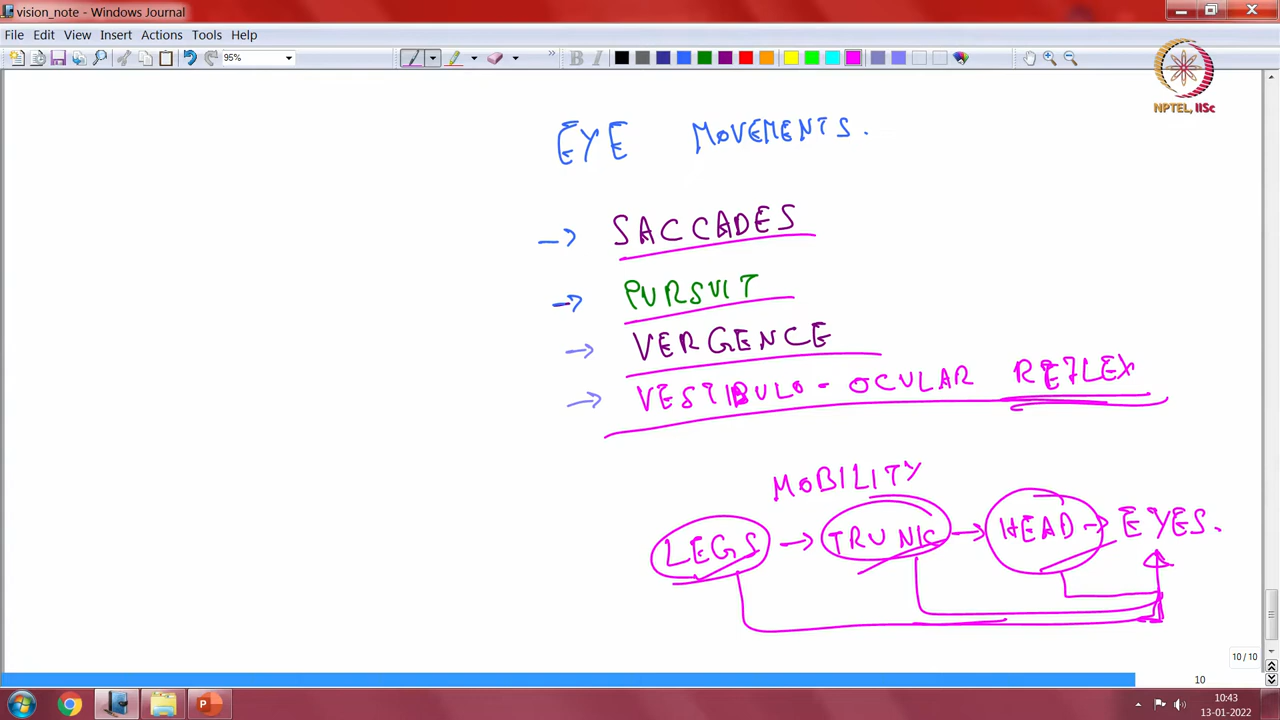 vision_note - Windows Journal
File Edit View Insert Actions Tools Help
95%
B I
NPTEL, IISc
EYE MOVEMENTS.
→ SACCADES
→ PURSUIT
→ VERGENCE
→ VESTIBULO - OCULAR REFLEX
MOBILITY
LEGS → TRUNK → HEAD → EYES.
10 / 10
10
10:43
13-01-2022